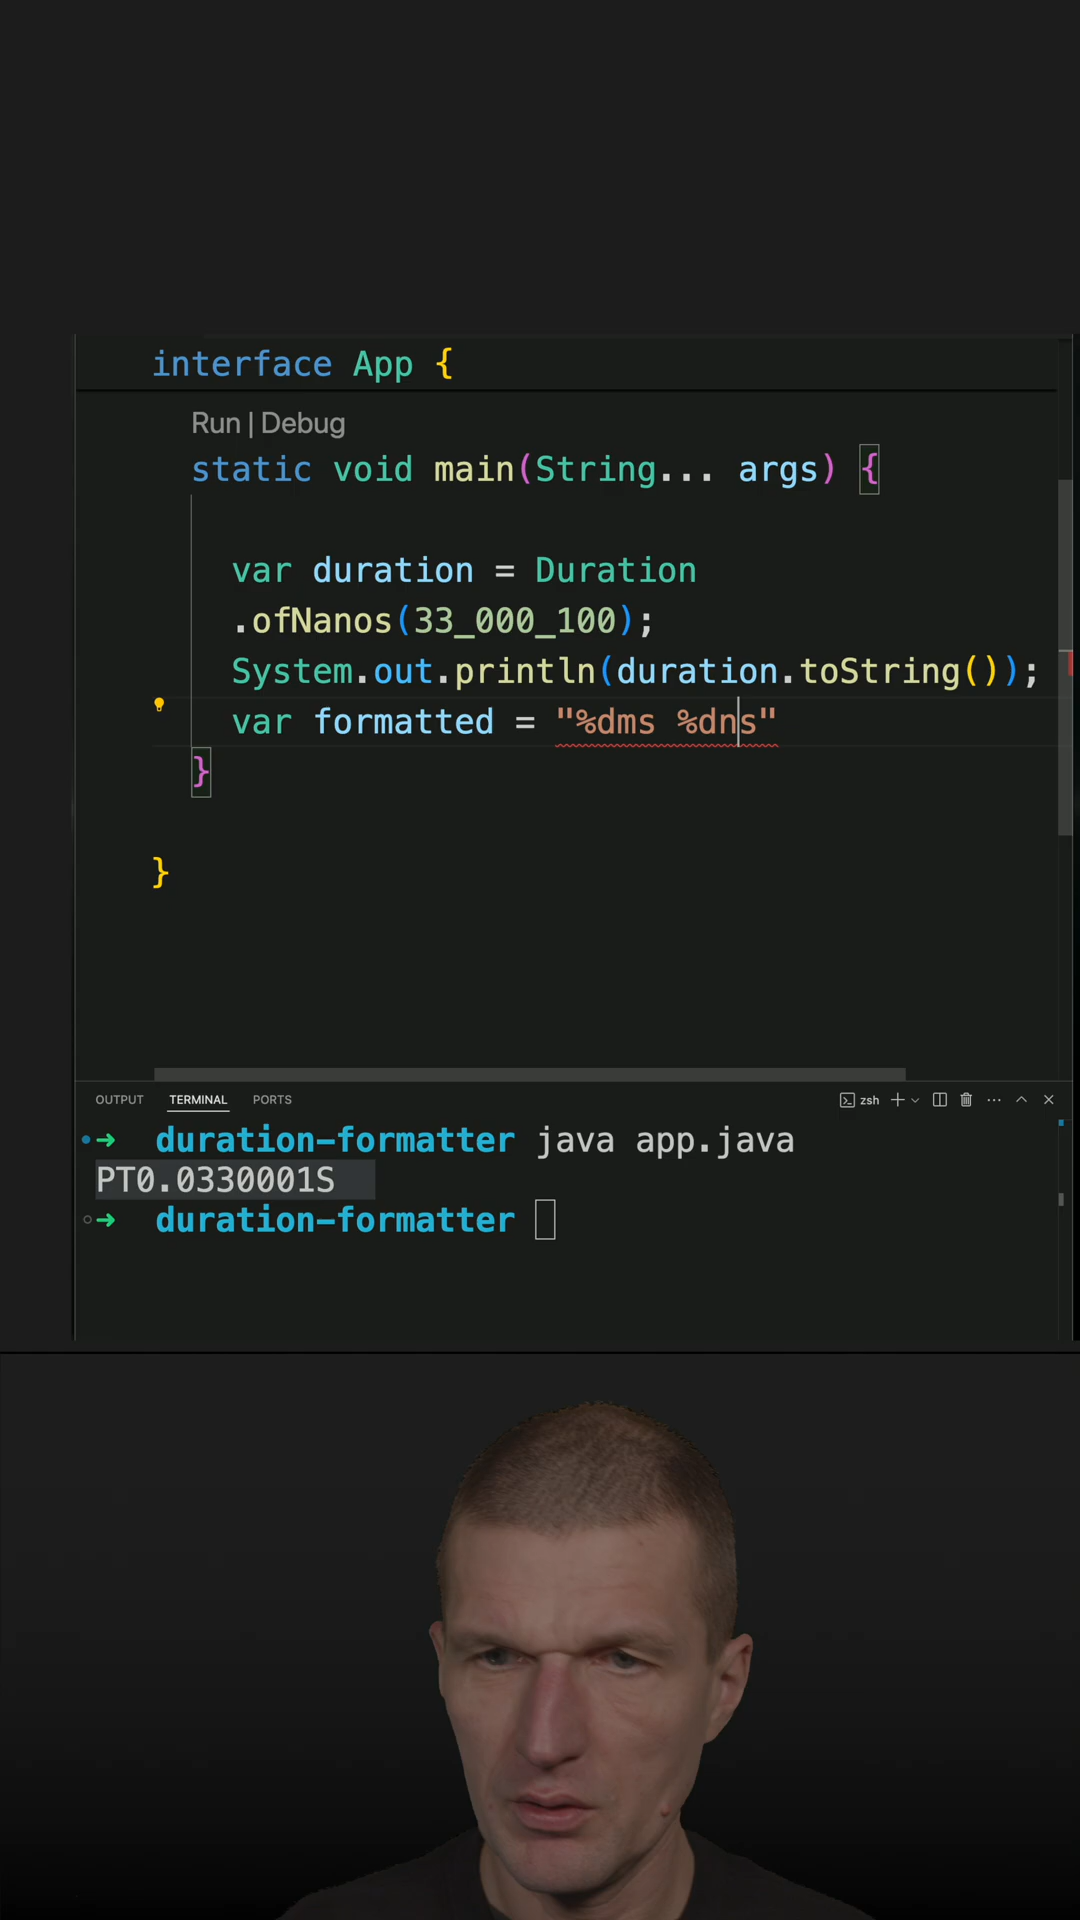 interface App {
Run | Debug
static void main(String... args) {
var duration = Duration
.ofNanos(33_000_100);
System.out.println(duration.toString());
var formatted = "%dms %dns"
}
}
OUTPUT TERMINAL PORTS zsh
duration-formatter java app.java
PT0.0330001S
duration-formatter